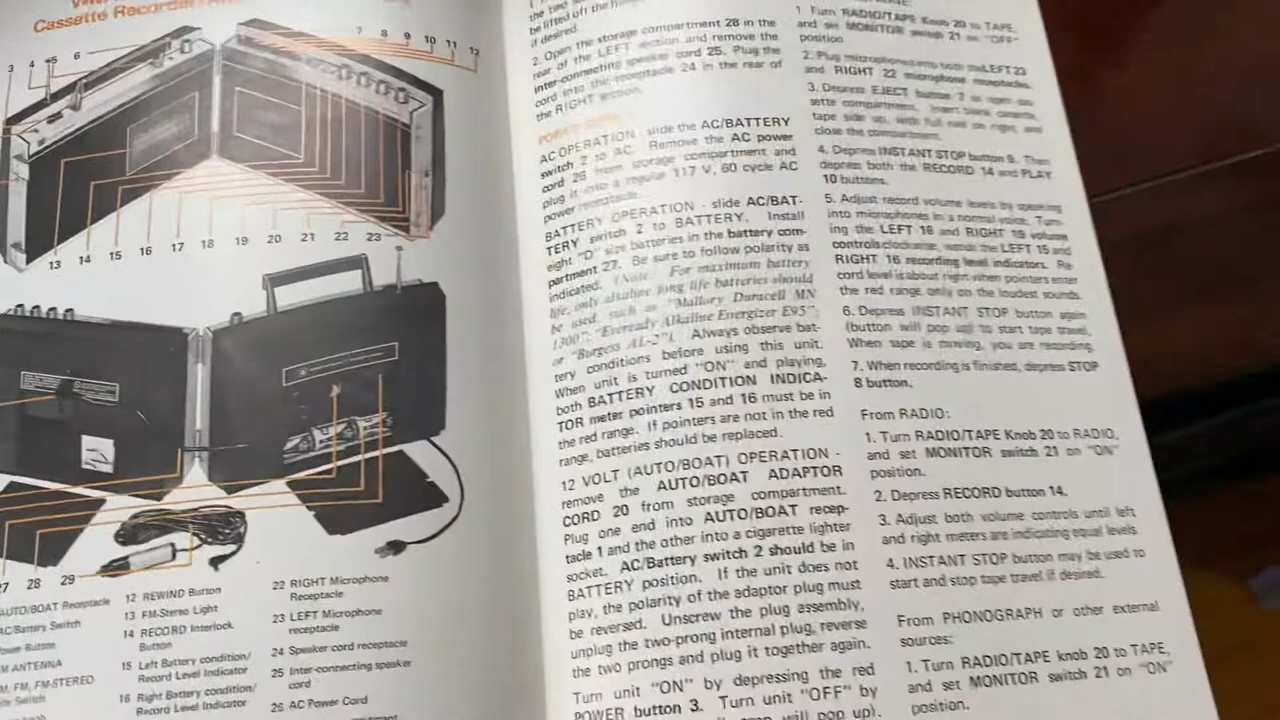 Cassette Recorder
7 8 9 10 11 12
3 4 5 6
13 14 15 16 17 18 19 20 21 22 23
27 28 29
AUTO/BOAT Receptacle
AC/Battery Switch
Power Button
FM ANTENNA
FM, FM-STEREO
Switch
12 REWIND Button
13 FM-Stereo Light
14 RECORD Interlock
Button
15 Left Battery condition/
Record Level Indicator
16 Right Battery condition/
Record Level Indicator
22 RIGHT Microphone
Receptacle
23 LEFT Microphone
receptacle
24 Speaker cord receptacle
25 Inter-connecting speaker
cord
26 AC Power Cord
the two
be lifted off the
if desired.
2. Open the storage compartment 28 in the
rear of the LEFT section and remove the
inter-connecting speaker cord 25. Plug the
cord into the receptacle 24 in the rear of
the RIGHT section.
AC OPERATION - slide the AC/BATTERY
switch 2 to AC. Remove the AC power
cord 26 from storage compartment and
plug it into a regular 117 V, 60 cycle AC
power receptacle.
BATTERY OPERATION - slide AC/BAT-
TERY switch 2 to BATTERY. Install
eight "D" size batteries in the battery com-
partment 27. Be sure to follow polarity as
indicated. (Note: For maximum battery
life, only alkaline long life batteries should
be used, such as "Mallory Duracell MN
1300"; "Eveready Alkaline Energizer E95";
or "Burgess AL-2"). Always observe bat-
tery conditions before using this unit.
When unit is turned "ON" and playing,
both BATTERY CONDITION INDICA-
TOR meter pointers 15 and 16 must be in
the red range. If pointers are not in the red
range, batteries should be replaced.
12 VOLT (AUTO/BOAT) OPERATION -
remove the AUTO/BOAT ADAPTOR
CORD 20 from storage compartment.
Plug one end into AUTO/BOAT recep-
tacle 1 and the other into a cigarette lighter
socket. AC/Battery switch 2 should be in
BATTERY position. If the unit does not
play, the polarity of the adaptor plug must
be reversed. Unscrew the plug assembly,
unplug the two-prong internal plug, reverse
the two prongs and plug it together again.
Turn unit "ON" by depressing the red
POWER button 3. Turn unit "OFF" by
will pop up).
1 Turn RADIO/TAPE Knob 20 to TAPE,
and set MONITOR switch 21 on "OFF"
position
2. Plug microphones into both the LEFT 23
and RIGHT 22 microphone receptacles.
3. Depress EJECT button 7 to open cas-
sette compartment. Insert blank cassette,
tape side up, with full reel on right, and
close the compartment.
4. Depress INSTANT STOP button 9. Then
depress both the RECORD 14 and PLAY
10 buttons.
5. Adjust record volume levels by speaking
into microphones in a normal voice. Turn-
ing the LEFT 18 and RIGHT 19 volume
controls clockwise, sends the LEFT 15 and
RIGHT 16 recording level indicators. Re-
cord level is about right when pointers enter
the red range only on the loudest sounds.
6. Depress INSTANT STOP button again
(button will pop up) to start tape travel.
When tape is moving, you are recording.
7. When recording is finished, depress STOP
8 button.
From RADIO:
1. Turn RADIO/TAPE Knob 20 to RADIO,
and set MONITOR switch 21 on "ON"
position.
2. Depress RECORD button 14.
3. Adjust both volume controls until left
and right meters are indicating equal levels.
4. INSTANT STOP button may be used to
start and stop tape travel if desired.
From PHONOGRAPH or other external
sources:
1. Turn RADIO/TAPE knob 20 to TAPE,
and set MONITOR switch 21 on "ON"
position.